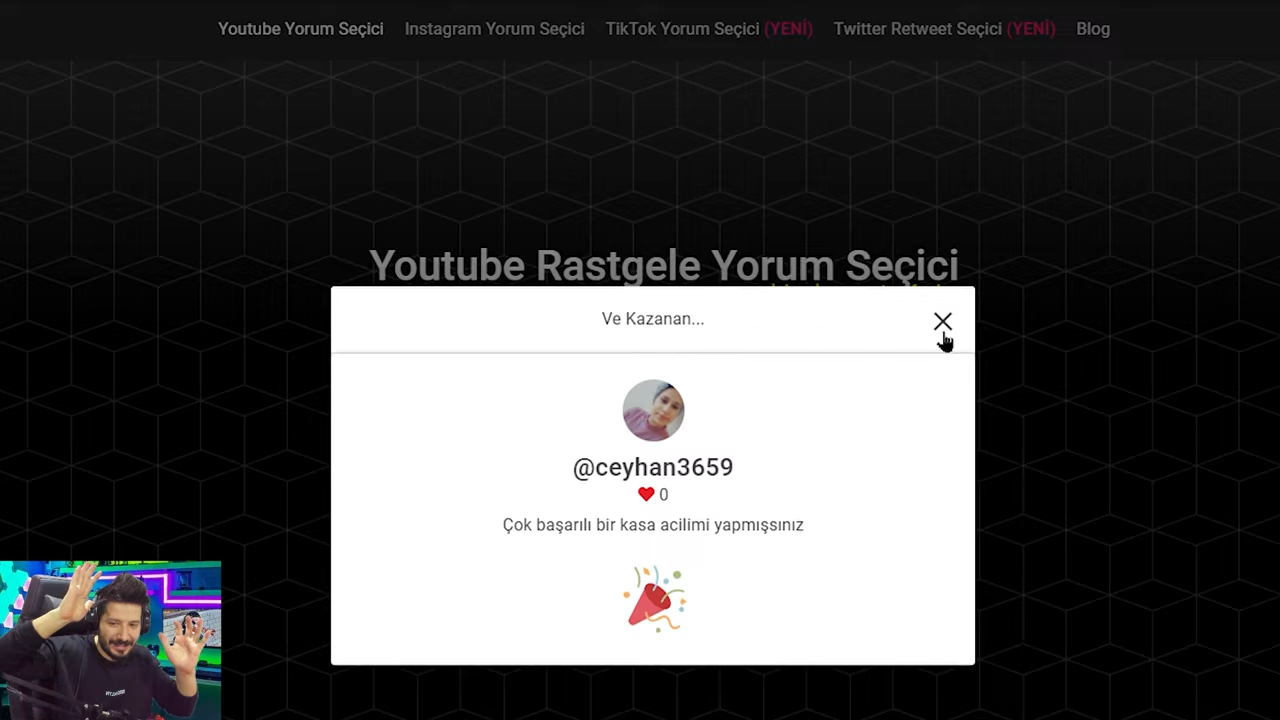 Youtube Yorum Seçici
Instagram Yorum Seçici
TikTok Yorum Seçici (YENİ)
Twitter Retweet Seçici (YENİ)
Blog
Youtube Rastgele Yorum Seçici
Ve Kazanan...
@ceyhan3659
0
Çok başarılı bir kasa acilimi yapmışsınız